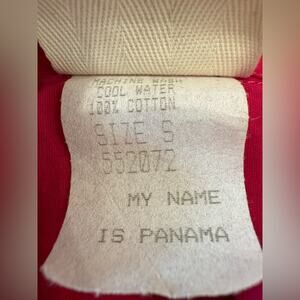 MACHINE WASH
COOL WATER
100% COTTON
SIZE S
552072
MY NAME
IS PANAMA